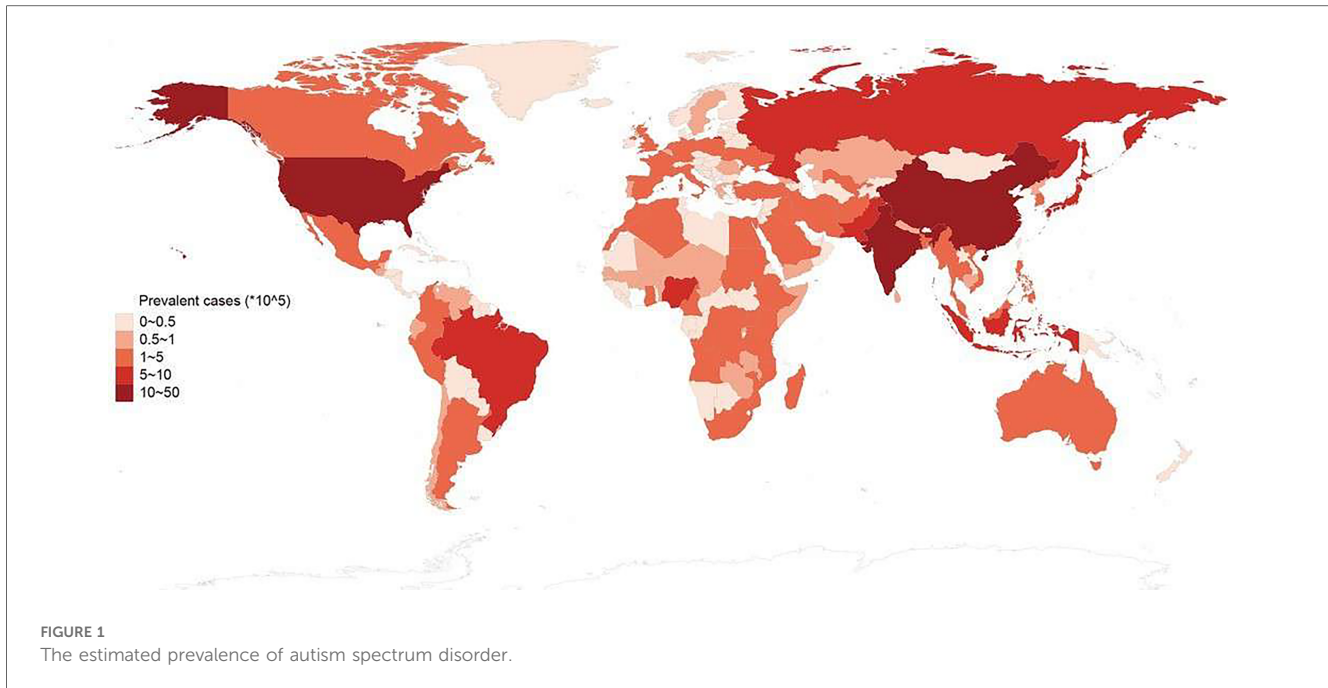 Prevalent cases (*10^5)
0~0.5
0.5~1
1~5
5~10
10~50
FIGURE 1
The estimated prevalence of autism spectrum disorder.